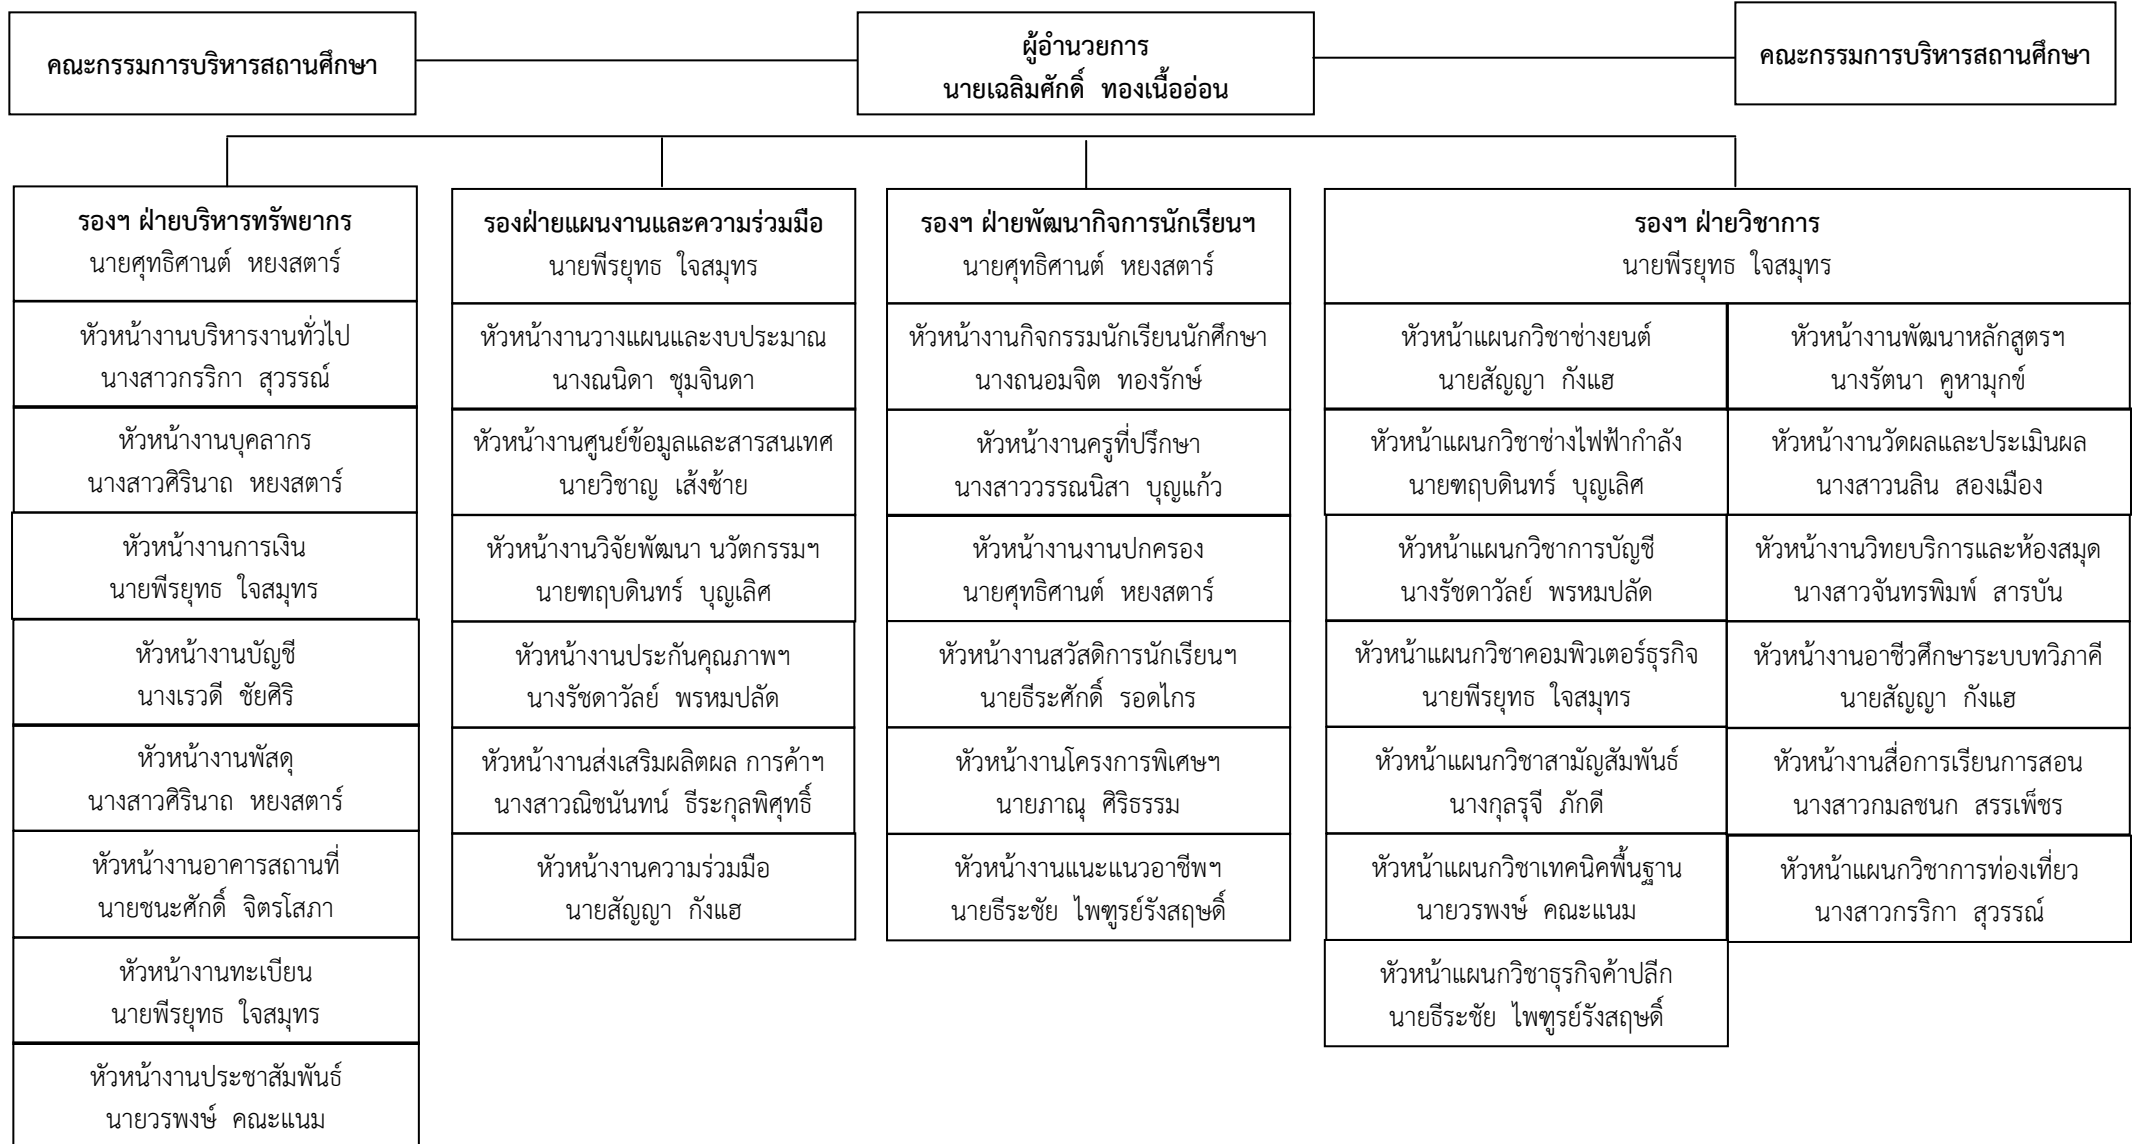 คณะกรรมการบริหารสถานศึกษา
ผู้อำนวยการ
นายเฉลิมศักดิ์ ทองเนื้ออ่อน
คณะกรรมการบริหารสถานศึกษา
รองฯ ฝ่ายบริหารทรัพยากร
นายศุทธิศานต์ หยงสตาร์
หัวหน้างานบริหารงานทั่วไป
นางสาวกรริกา สุวรรณ์
หัวหน้างานบุคลากร
นางสาวศิรินาถ หยงสตาร์
หัวหน้างานการเงิน
นายพีรยุทธ ใจสมุทร
หัวหน้างานบัญชี
นางเรวดี ชัยศิริ
หัวหน้างานพัสดุ
นางสาวศิรินาถ หยงสตาร์
หัวหน้างานอาคารสถานที่
นายชนะศักดิ์ จิตรโสภา
หัวหน้างานทะเบียน
นายพีรยุทธ ใจสมุทร
หัวหน้างานประชาสัมพันธ์
นายวรพงษ์ คณะแนม
รองฝ่ายแผนงานและความร่วมมือ
นายพีรยุทธ ใจสมุทร
หัวหน้างานวางแผนและงบประมาณ
นางณนิดา ชุมจินดา
หัวหน้างานศูนย์ข้อมูลและสารสนเทศ
นายวิชาญ เส้งซ้าย
หัวหน้างานวิจัยพัฒนา นวัตกรรมฯ
นายฑฤบดินทร์ บุญเลิศ
หัวหน้างานประกันคุณภาพฯ
นางรัชดาวัลย์ พรหมปลัด
หัวหน้างานส่งเสริมผลิตผล การค้าฯ
นางสาวณิชนันทน์ ธีระกุลพิศุทธิ์
หัวหน้างานความร่วมมือ
นายสัญญา กังแฮ
รองฯ ฝ่ายพัฒนากิจการนักเรียนฯ
นายศุทธิศานต์ หยงสตาร์
หัวหน้างานกิจกรรมนักเรียนนักศึกษา
นางถนอมจิต ทองรักษ์
หัวหน้างานครูที่ปรึกษา
นางสาววรรณนิสา บุญแก้ว
หัวหน้างานงานปกครอง
นายศุทธิศานต์ หยงสตาร์
หัวหน้างานสวัสดิการนักเรียนฯ
นายธีระศักดิ์ รอดไกร
หัวหน้างานโครงการพิเศษฯ
นายภาณุ ศิริธรรม
หัวหน้างานแนะแนวอาชีพฯ
นายธีระชัย ไพฑูรย์รังสฤษดิ์
รองฯ ฝ่ายวิชาการ
นายพีรยุทธ ใจสมุทร
หัวหน้าแผนกวิชาช่างยนต์
นายสัญญา กังแฮ
หัวหน้าแผนกวิชาช่างไฟฟ้ากำลัง
นายฑฤบดินทร์ บุญเลิศ
หัวหน้าแผนกวิชาการบัญชี
นางรัชดาวัลย์ พรหมปลัด
หัวหน้าแผนกวิชาคอมพิวเตอร์ธุรกิจ
นายพีรยุทธ ใจสมุทร
หัวหน้าแผนกวิชาสามัญสัมพันธ์
นางกุลรุจี ภักดี
หัวหน้าแผนกวิชาเทคนิคพื้นฐาน
นายวรพงษ์ คณะแนม
หัวหน้าแผนกวิชาธุรกิจค้าปลีก
นายธีระชัย ไพฑูรย์รังสฤษดิ์
หัวหน้างานพัฒนาหลักสูตรฯ
นางรัตนา คูหามุกข์
หัวหน้างานวัดผลและประเมินผล
นางสาวนลิน สองเมือง
หัวหน้างานวิทยบริการและห้องสมุด
นางสาวจันทรพิมพ์ สารบัน
หัวหน้างานอาชีวศึกษาระบบทวิภาคี
นายสัญญา กังแฮ
หัวหน้างานสื่อการเรียนการสอน
นางสาวกมลชนก สรรเพ็ชร
หัวหน้าแผนกวิชาการท่องเที่ยว
นางสาวกรริกา สุวรรณ์